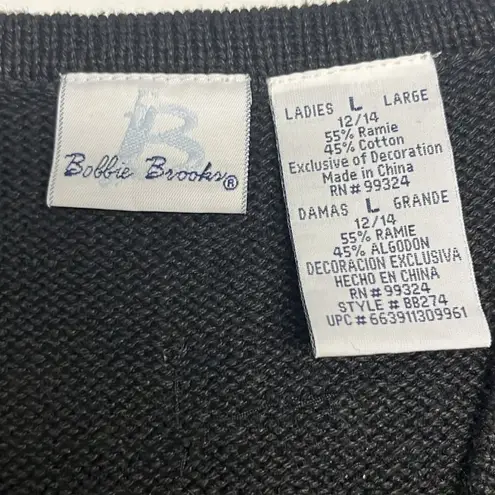 B
Bobbie Brooks®
LADIES L LARGE
12/14
55% Ramie
45% Cotton
Exclusive of Decoration
Made in China
RN# 99324
DAMAS L GRANDE
12/14
55% RAMIE
45% ALGODON
DECORACION EXCLUSIVA
HECHO EN CHINA
RN# 99324
STYLE # BB274
UPC # 663911309961